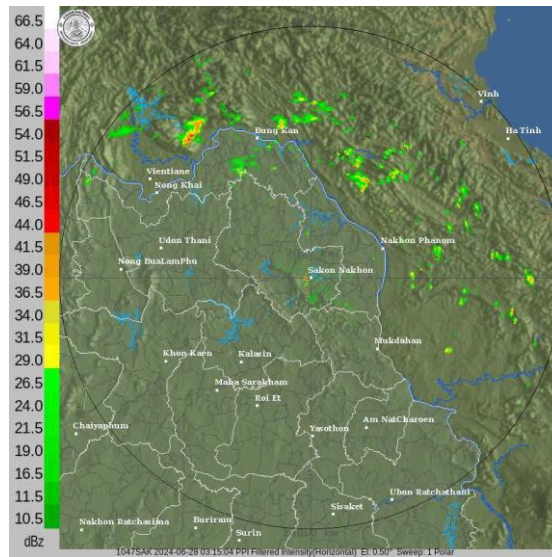 66.5
64.0
61.5
59.0
56.5
54.0
51.5
49.0
46.5
44.0
41.5
39.0
36.5
34.0
31.5
29.0
26.5
24.0
21.5
19.0
16.5
14.0
11.5
10.5
dBz
Vinh
Ha Tinh
Bung Kan
Vientiane
Nong Khai
Udon Thani
Nakhon Phanom
Nong BuaLamPhu
Sakon Nakhon
Mukdahan
Khon Kaen
Kalasin
Maha Sarakham
Roi Et
Chaiyaphum
Yasothon
Am NatCharoen
Ubon Ratchathani
Sisaket
Nakhon Ratchasima
Buriram
Surin
1047SAK 2024-06-28 03:15:04 PPI Filtered Intensity(Horizontal) El: 0.50° Sweep: 1 Polar